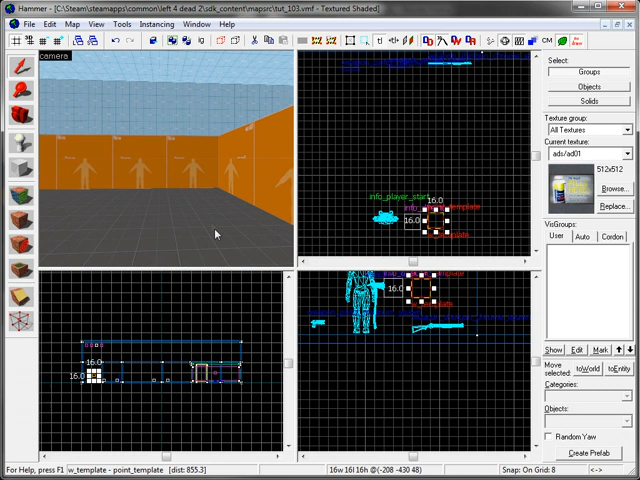 Hammer - [C:\Steam\steamapps\common\left 4 dead 2\sdk_content\mapsrc\tut_103.vmf - Textured Shaded]
File Edit Map View Tools Instancing Window Help
camera
Select:
Groups
Objects
Solids
Texture group:
All Textures
Current texture:
ads/ad01
512x512
Browse...
Replace...
VisGroups:
User Auto Cordon
info_player_start
16.0
16.0
16.0
16.0
16.0
Show Edit Mark
Move selected: toWorld toEntity
Categories:
Objects:
Random Yaw
Create Prefab
For Help, press F1 w_template - point_template [dist: 855.3] 16w 16l 16h @(-208 -430 48) Snap: On Grid: 8 <->